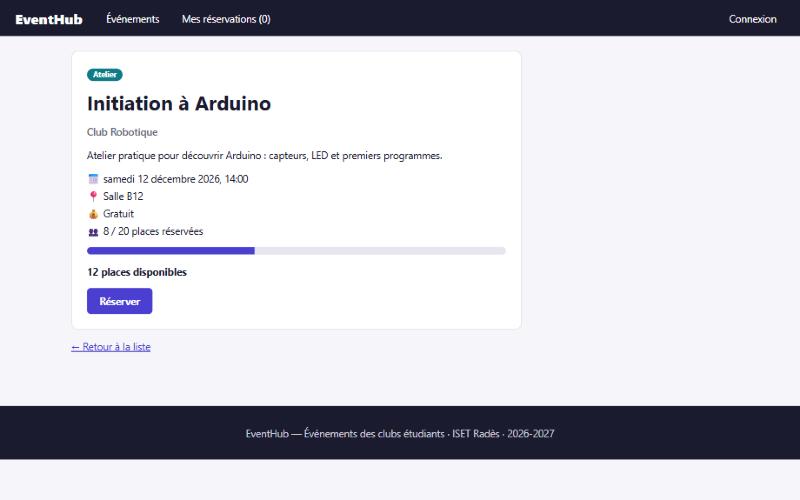 EventHub Événements Mes réservations (0) Connexion
Atelier
Initiation à Arduino
Club Robotique
Atelier pratique pour découvrir Arduino : capteurs, LED et premiers programmes.
samedi 12 décembre 2026, 14:00
Salle B12
Gratuit
8 / 20 places réservées
12 places disponibles
Réserver
← Retour à la liste
EventHub — Événements des clubs étudiants · ISET Radès · 2026-2027